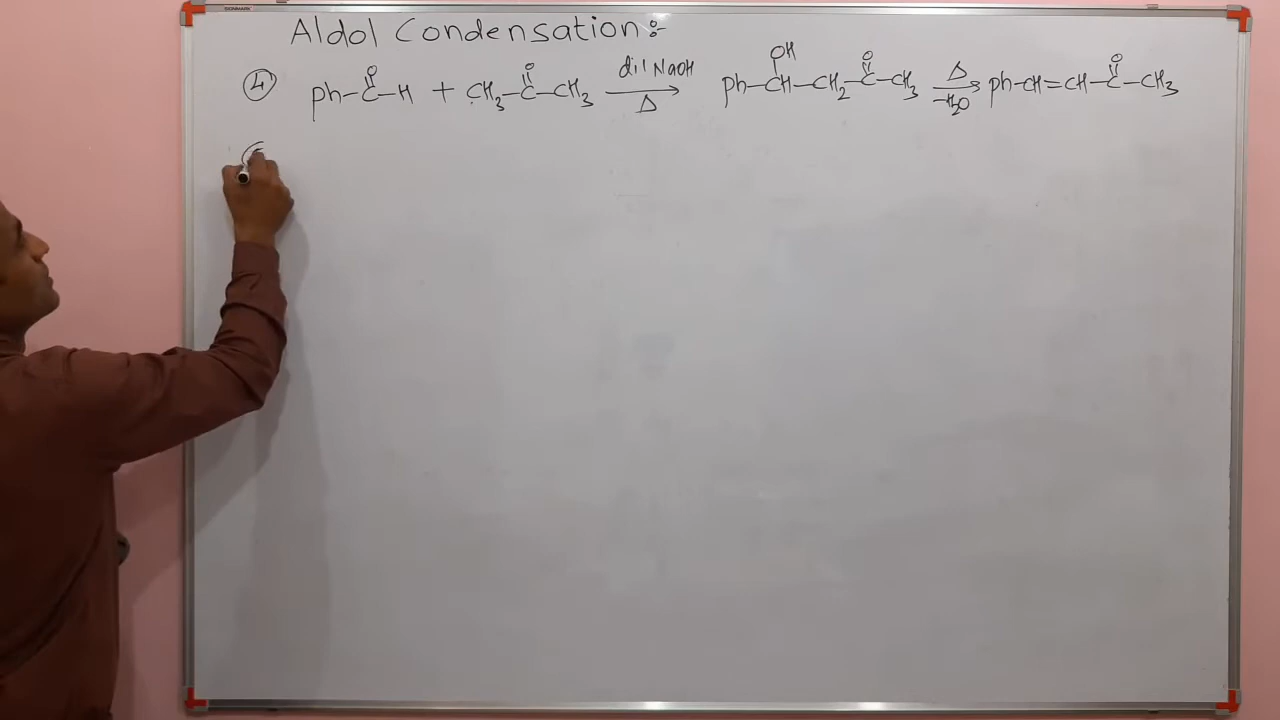 Aldol Condensation:-
④ Ph-C(=O)-H + CH₃-C(=O)-CH₃ —dil NaOH/Δ→ Ph-CH(OH)-CH₂-C(=O)-CH₃ —Δ/-H₂O→ Ph-CH=CH-C(=O)-CH₃